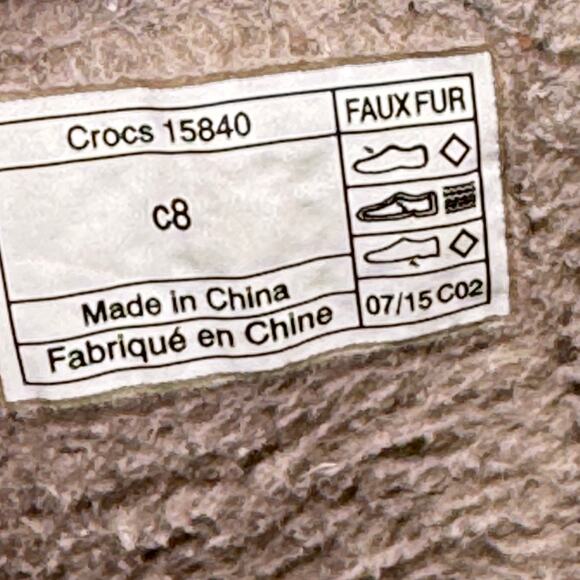 Crocs 15840
FAUX FUR
c8
Made in China
Fabriqué en Chine
07/15 C02